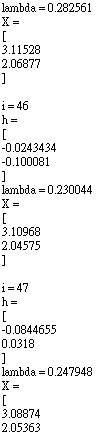 lambda = 0.282561
X =
[
3.11528
2.06877
]
i = 46
h =
[
-0.0243434
-0.100081
]
lambda = 0.230044
X =
[
3.10968
2.04575
]
i = 47
h =
[
-0.0844655
0.0318
]
lambda = 0.247948
X =
[
3.08874
2.05363